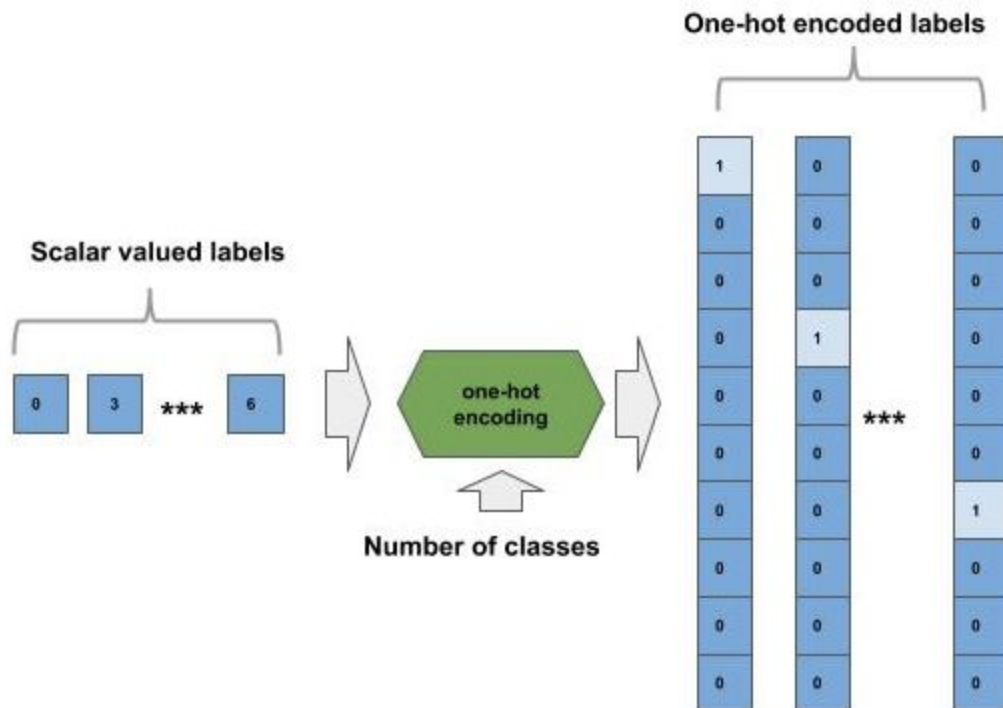 One-hot encoded labels
Scalar valued labels
0 3 *** 6
one-hot
encoding
Number of classes
1 0 0
0 0 0
0 0 0
0 1 0
0 0 0
***
0 0 0
0 0 1
0 0 0
0 0 0
0 0 0